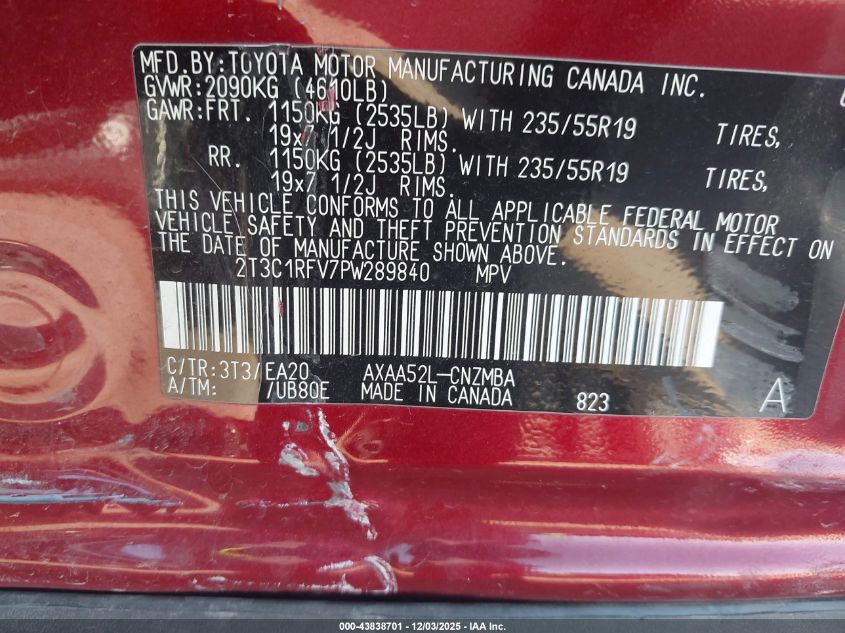 MFD. BY: TOYOTA MOTOR MANUFACTURING CANADA INC.
GVWR: 2090KG (4610LB)
GAWR: FRT. 1150KG (2535LB) WITH 235/55R19 TIRES,
19x7 1/2J RIMS.
RR. 1150KG (2535LB) WITH 235/55R19 TIRES,
19x7 1/2J RIMS.
THIS VEHICLE CONFORMS TO ALL APPLICABLE FEDERAL MOTOR
VEHICLE SAFETY AND THEFT PREVENTION STANDARDS IN EFFECT ON
THE DATE OF MANUFACTURE SHOWN ABOVE.
2T3C1RFV7PW289840 MPV
C/TR: 3T3/EA20 AXAA52L-CNZMBA
A/TM: /UB80E MADE IN CANADA 823 A
000-43838701 - 12/03/2025 - IAA Inc.